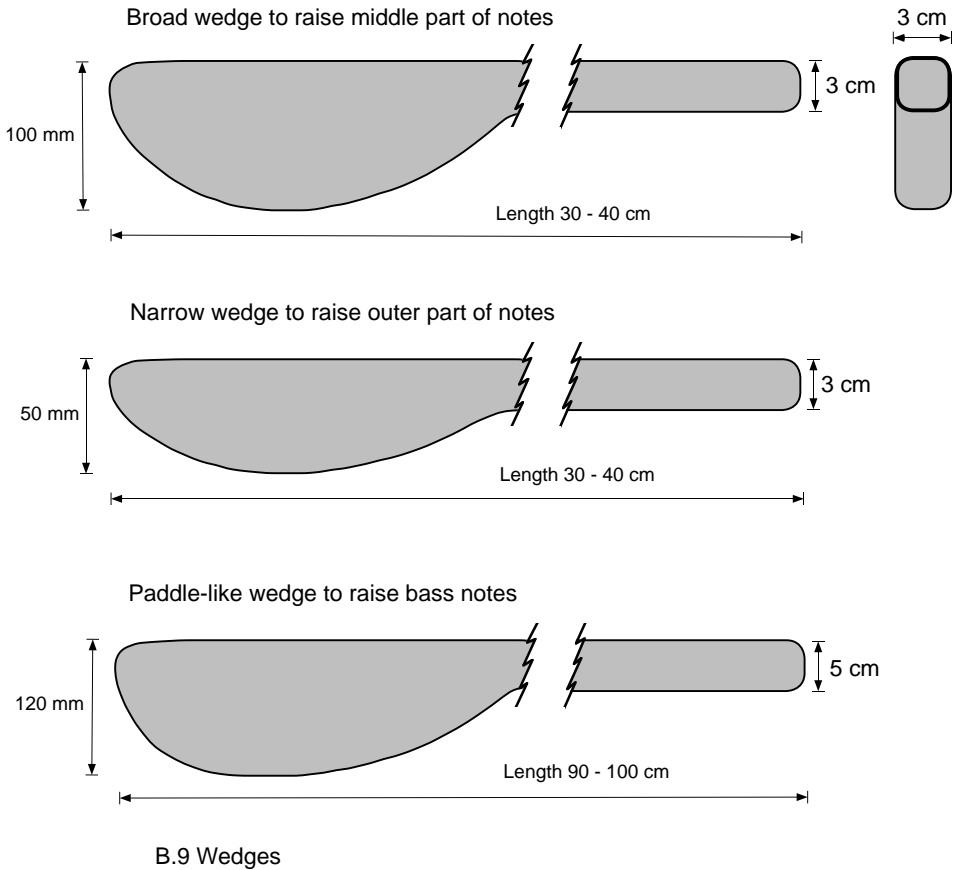 Broad wedge to raise middle part of notes
3 cm
3 cm
100 mm
Length 30 - 40 cm
Narrow wedge to raise outer part of notes
3 cm
50 mm
Length 30 - 40 cm
Paddle-like wedge to raise bass notes
5 cm
120 mm
Length 90 - 100 cm
B.9 Wedges